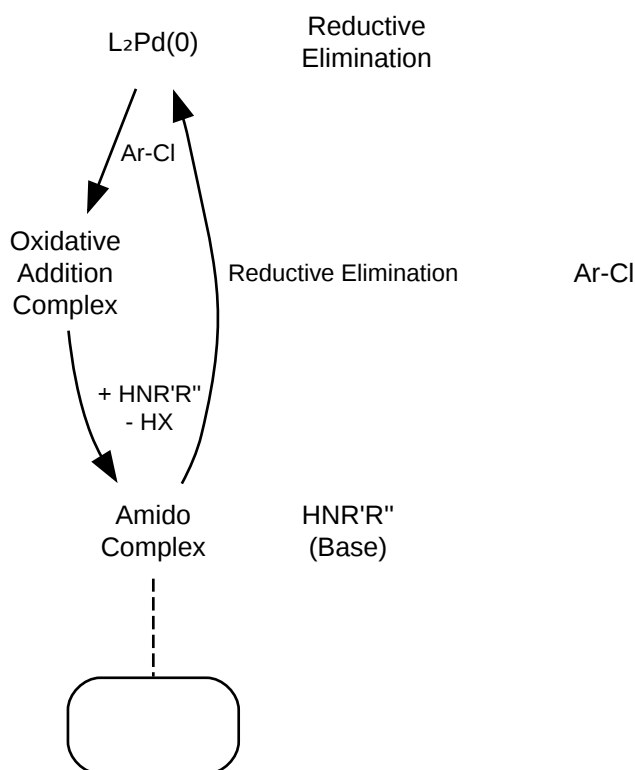 L₂Pd(0)
Reductive
Elimination
Ar-Cl
Oxidative
Addition
Complex
Reductive Elimination
Ar-Cl
+ HNR'R"
- HX
Amido
Complex
HNR'R"
(Base)